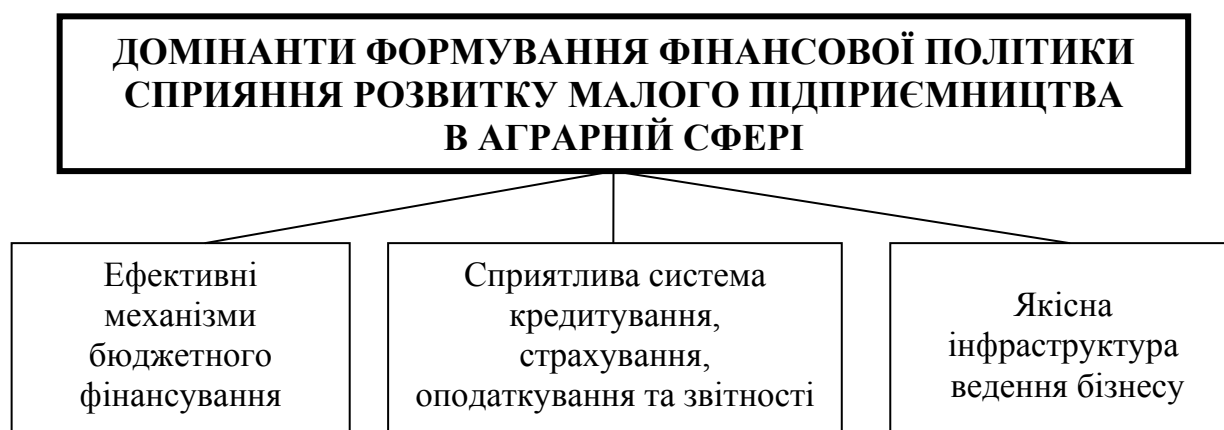 ДОМІНАНТИ ФОРМУВАННЯ ФІНАНСОВОЇ ПОЛІТИКИ
СПРИЯННЯ РОЗВИТКУ МАЛОГО ПІДПРИЄМНИЦТВА
В АГРАРНІЙ СФЕРІ
Ефективні
механізми
бюджетного
фінансування
Сприятлива система
кредитування,
страхування,
оподаткування та звітності
Якісна
інфраструктура
ведення бізнесу